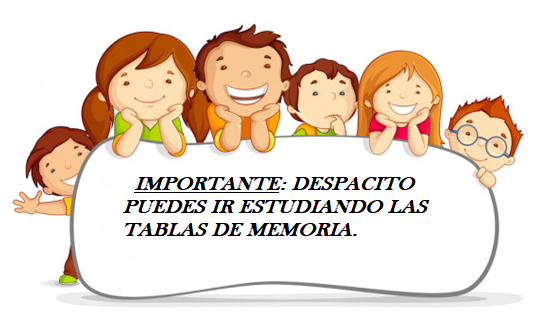 IMPORTANTE: DESPACITO
PUEDES IR ESTUDIANDO LAS
TABLAS DE MEMORIA.